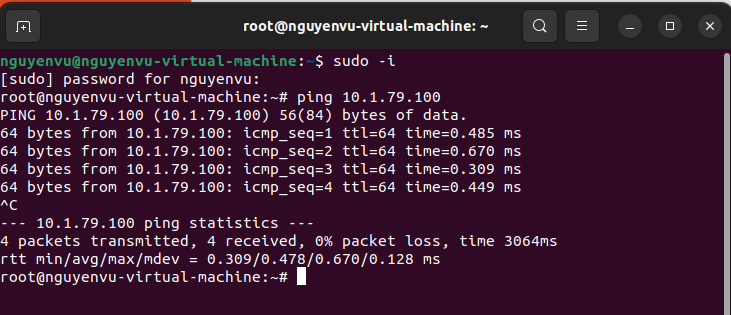 root@nguyenvu-virtual-machine: ~
nguyenvu@nguyenvu-virtual-machine:~$ sudo -i
[sudo] password for nguyenvu:
root@nguyenvu-virtual-machine:~# ping 10.1.79.100
PING 10.1.79.100 (10.1.79.100) 56(84) bytes of data.
64 bytes from 10.1.79.100: icmp_seq=1 ttl=64 time=0.485 ms
64 bytes from 10.1.79.100: icmp_seq=2 ttl=64 time=0.670 ms
64 bytes from 10.1.79.100: icmp_seq=3 ttl=64 time=0.309 ms
64 bytes from 10.1.79.100: icmp_seq=4 ttl=64 time=0.449 ms
^C
--- 10.1.79.100 ping statistics ---
4 packets transmitted, 4 received, 0% packet loss, time 3064ms
rtt min/avg/max/mdev = 0.309/0.478/0.670/0.128 ms
root@nguyenvu-virtual-machine:~#